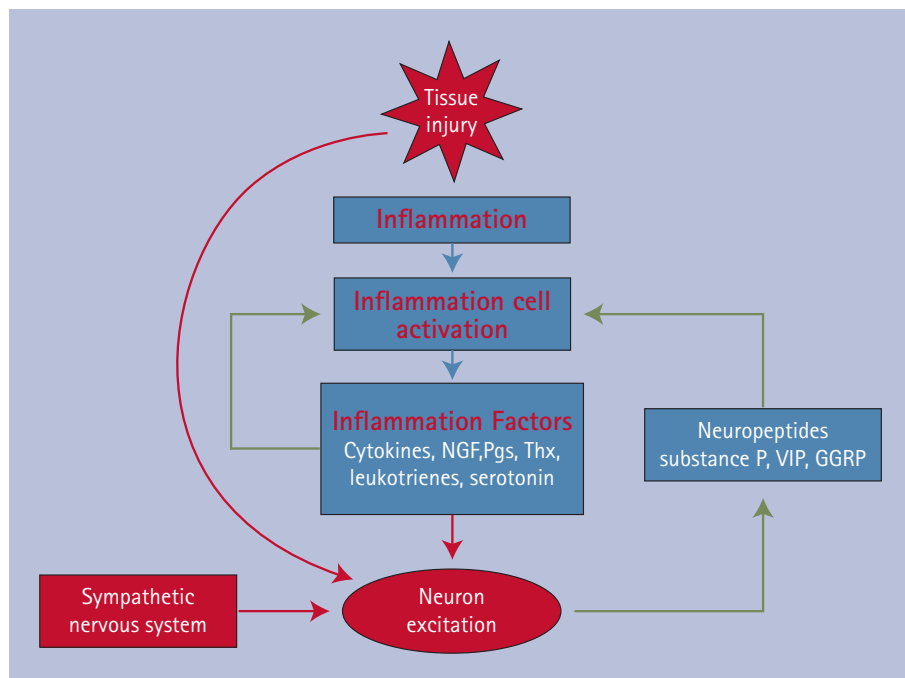 Tissue
injury
Inflammation
Inflammation cell
activation
Inflammation Factors
Cytokines, NGF,Pgs, Thx,
leukotrienes, serotonin
Neuropeptides
substance P, VIP, GGRP
Sympathetic
nervous system
Neuron
excitation